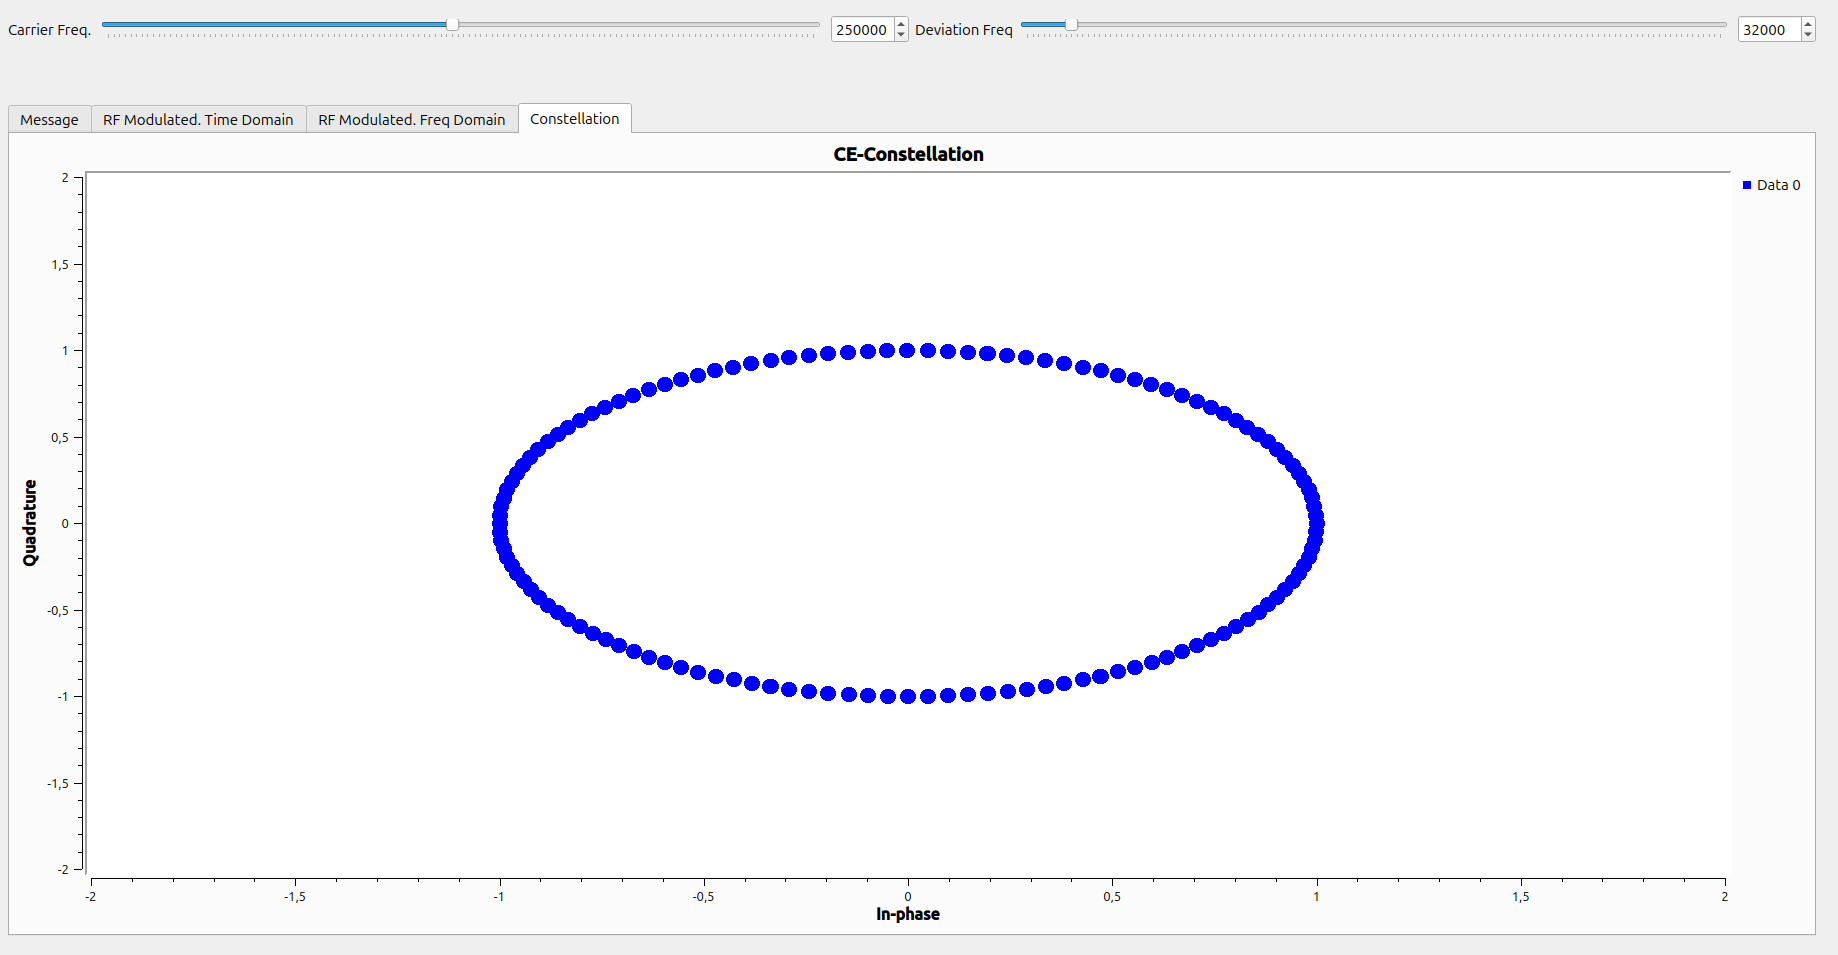 Carrier Freq. 250000 Deviation Freq 32000
Message RF Modulated. Time Domain RF Modulated. Freq Domain Constellation
CE-Constellation
Data 0
2
1,5
1
0,5
0
-0,5
-1
-1,5
-2
Quadrature
-2 -1,5 -1 -0,5 0 0,5 1 1,5 2
In-phase